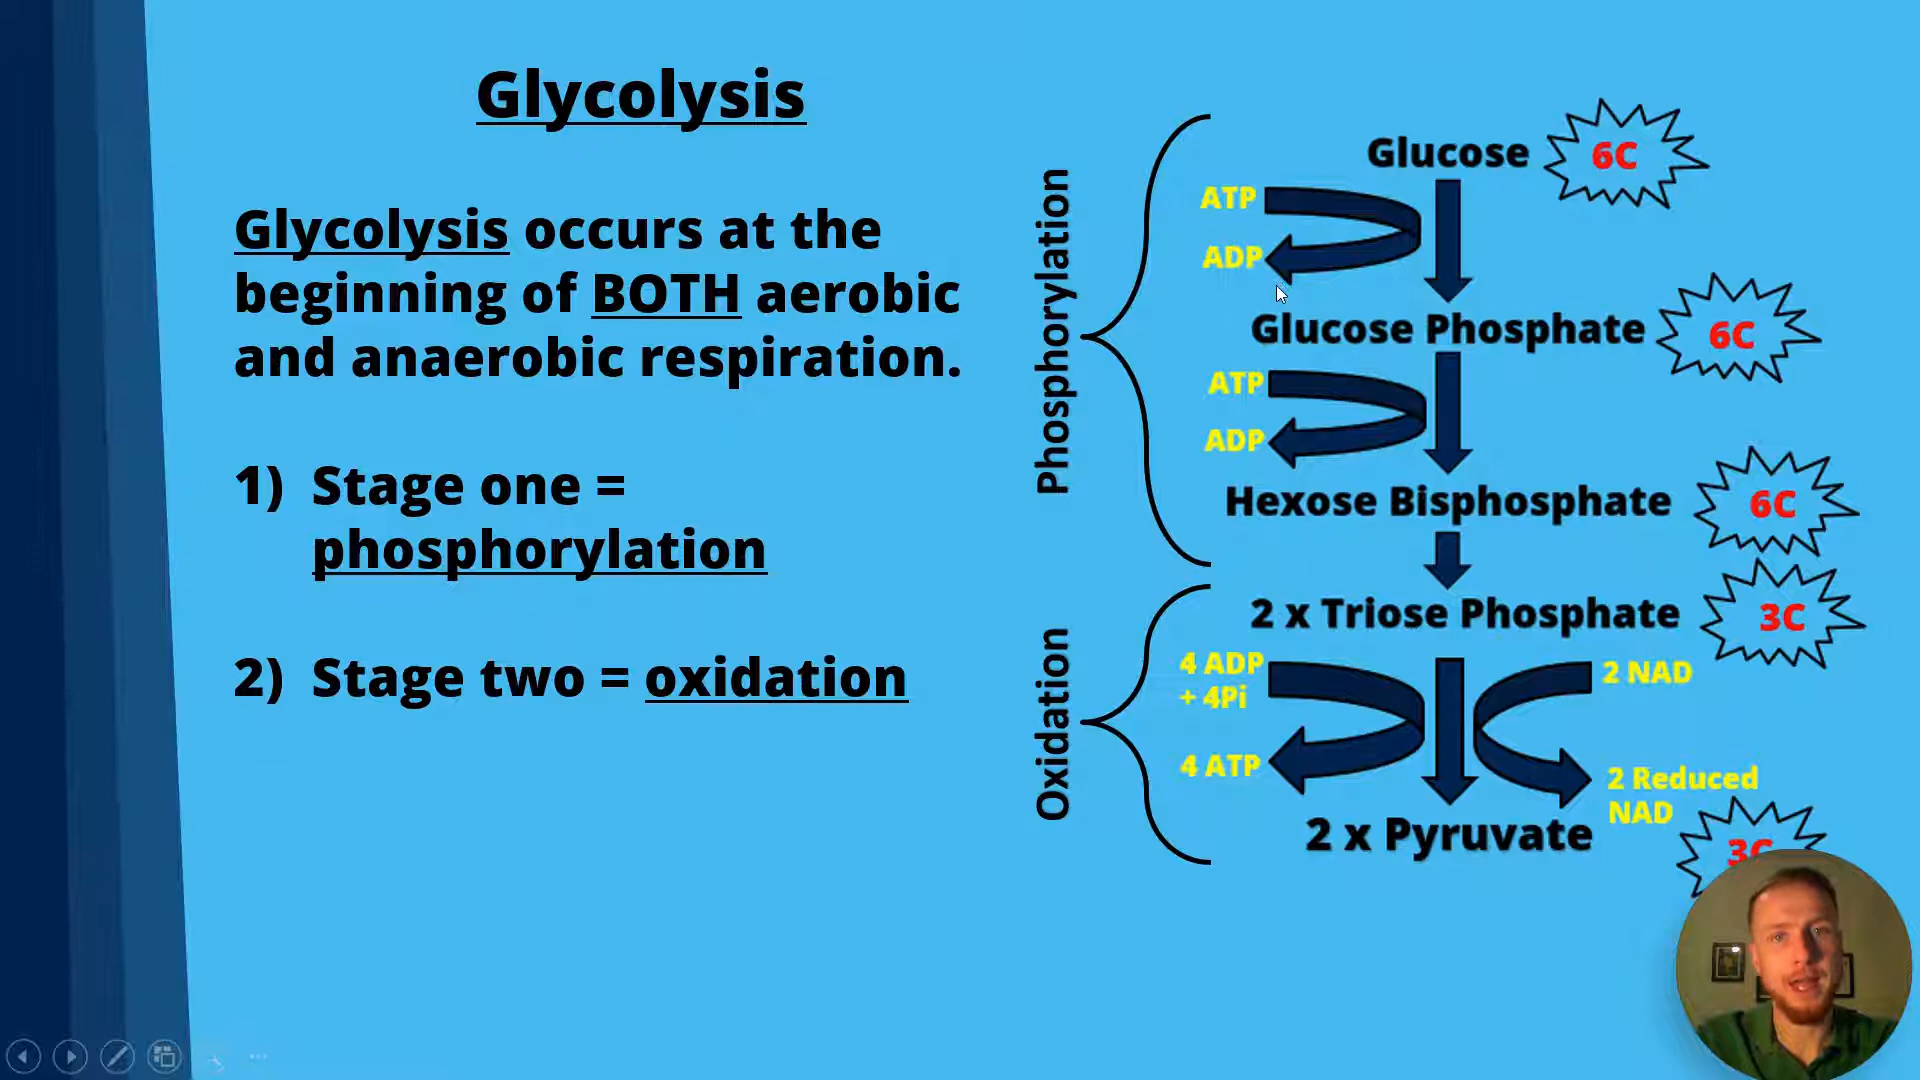 Glycolysis
Glycolysis occurs at the
beginning of BOTH aerobic
and anaerobic respiration.
1) Stage one =
phosphorylation
2) Stage two = oxidation
Phosphorylation
Oxidation
Glucose 6C
ATP
ADP
Glucose Phosphate 6C
ATP
ADP
Hexose Bisphosphate 6C
2 x Triose Phosphate 3C
4 ADP
+ 4Pi
4 ATP
2 NAD
2 Reduced
NAD
2 x Pyruvate
3C